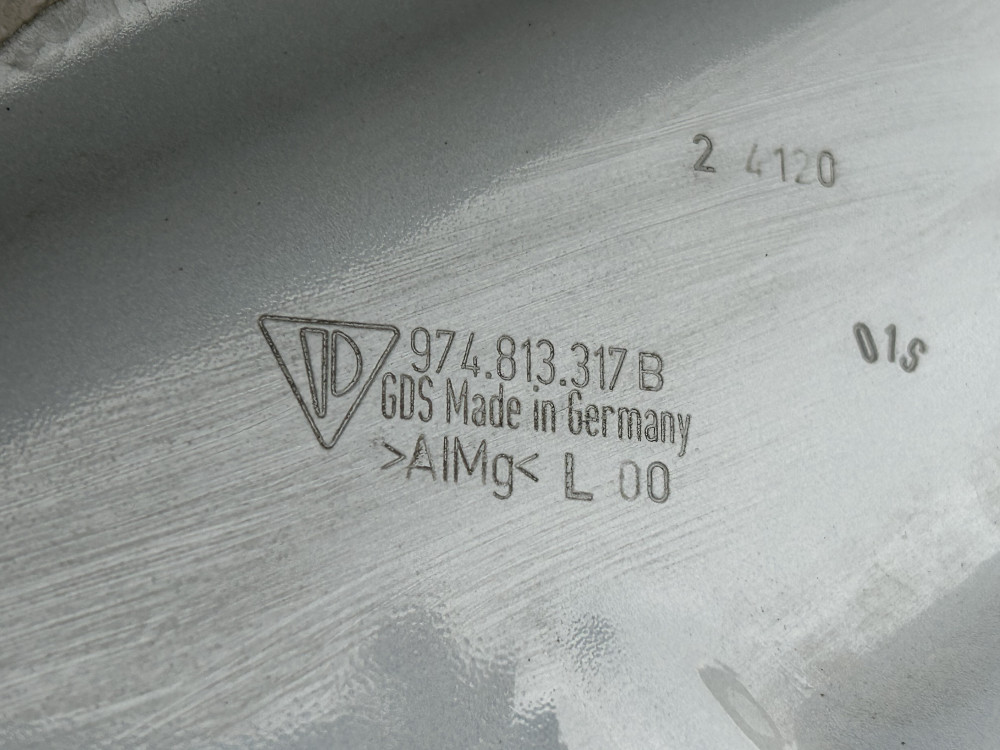 2 4120
01S
974.813.317 B
GDS Made in Germany
>AlMg< L 00